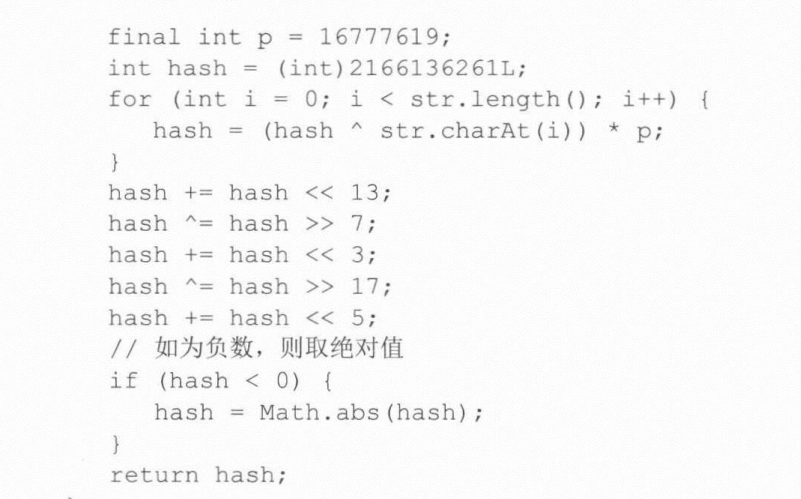 final int p = 16777619;
int hash = (int)2166136261L;
for (int i = 0; i < str.length(); i++) {
hash = (hash ^ str.charAt(i)) * p;
}
hash += hash << 13;
hash ^= hash >> 7;
hash += hash << 3;
hash ^= hash >> 17;
hash += hash << 5;
// 如为负数，则取绝对值
if (hash < 0) {
hash = Math.abs(hash);
}
return hash;